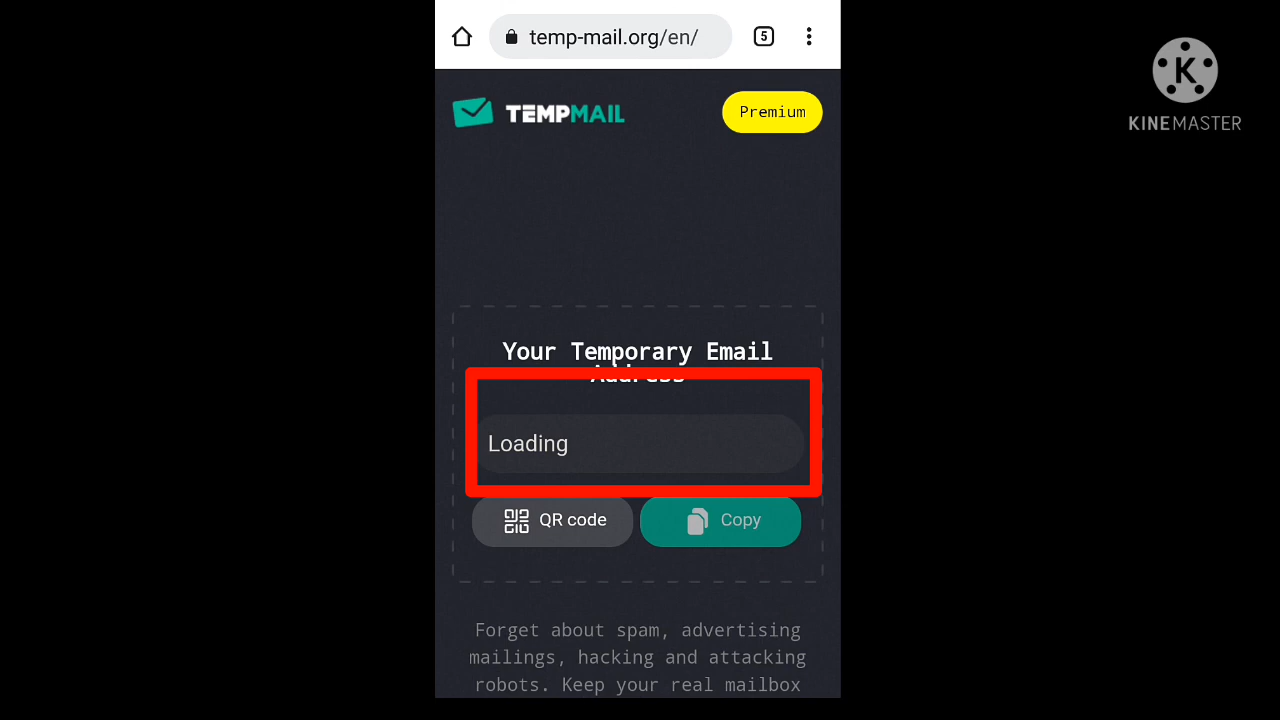 temp-mail.org/en/
5
K
KINEMASTER
TEMPMAIL
Premium
Your Temporary Email
Address
Loading
QR code
Copy
Forget about spam, advertising
mailings, hacking and attacking
robots. Keep your real mailbox